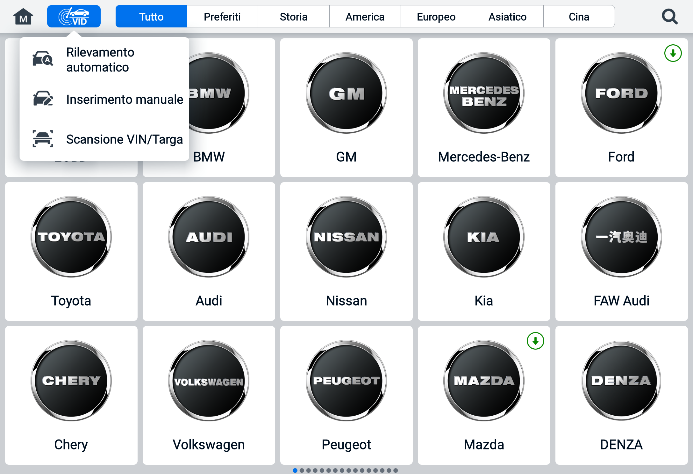 M
VID
Tutto
Preferiti
Storia
America
Europeo
Asiatico
Cina
Rilevamento
automatico
Inserimento manuale
Scansione VIN/Targa
BMW
GM
MERCEDES
BENZ
FORD
BMW
GM
Mercedes-Benz
Ford
TOYOTA
AUDI
NISSAN
KIA
一汽奥迪
Toyota
Audi
Nissan
Kia
FAW Audi
CHERY
VOLKSWAGEN
PEUGEOT
MAZDA
DENZA
Chery
Volkswagen
Peugeot
Mazda
DENZA